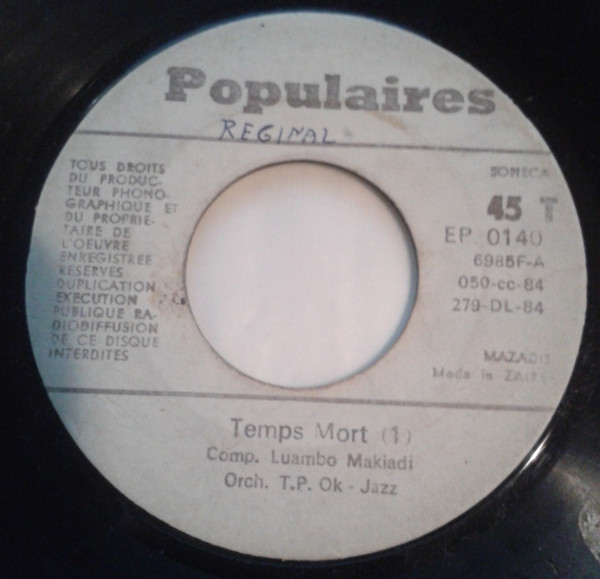 Populaires
REGINAL
TOUS DROITS
DU PRODUC-
TEUR PHONO-
GRAPHIQUE ET
DU PROPRIE-
TAIRE DE
L'OEUVRE
ENREGISTREE
RESERVES
DUPLICATION
EXECUTION
PUBLIQUE RA-
DIODIFFUSION
DE CE DISQUE
INTERDITES
SONECA
45 T
EP. 0140
6985F-A
050-cc-84
279-DL-84
MAZADIS
Made in ZAIRE
Temps Mort (1)
Comp. Luambo Makiadi
Orch. T.P. Ok - Jazz